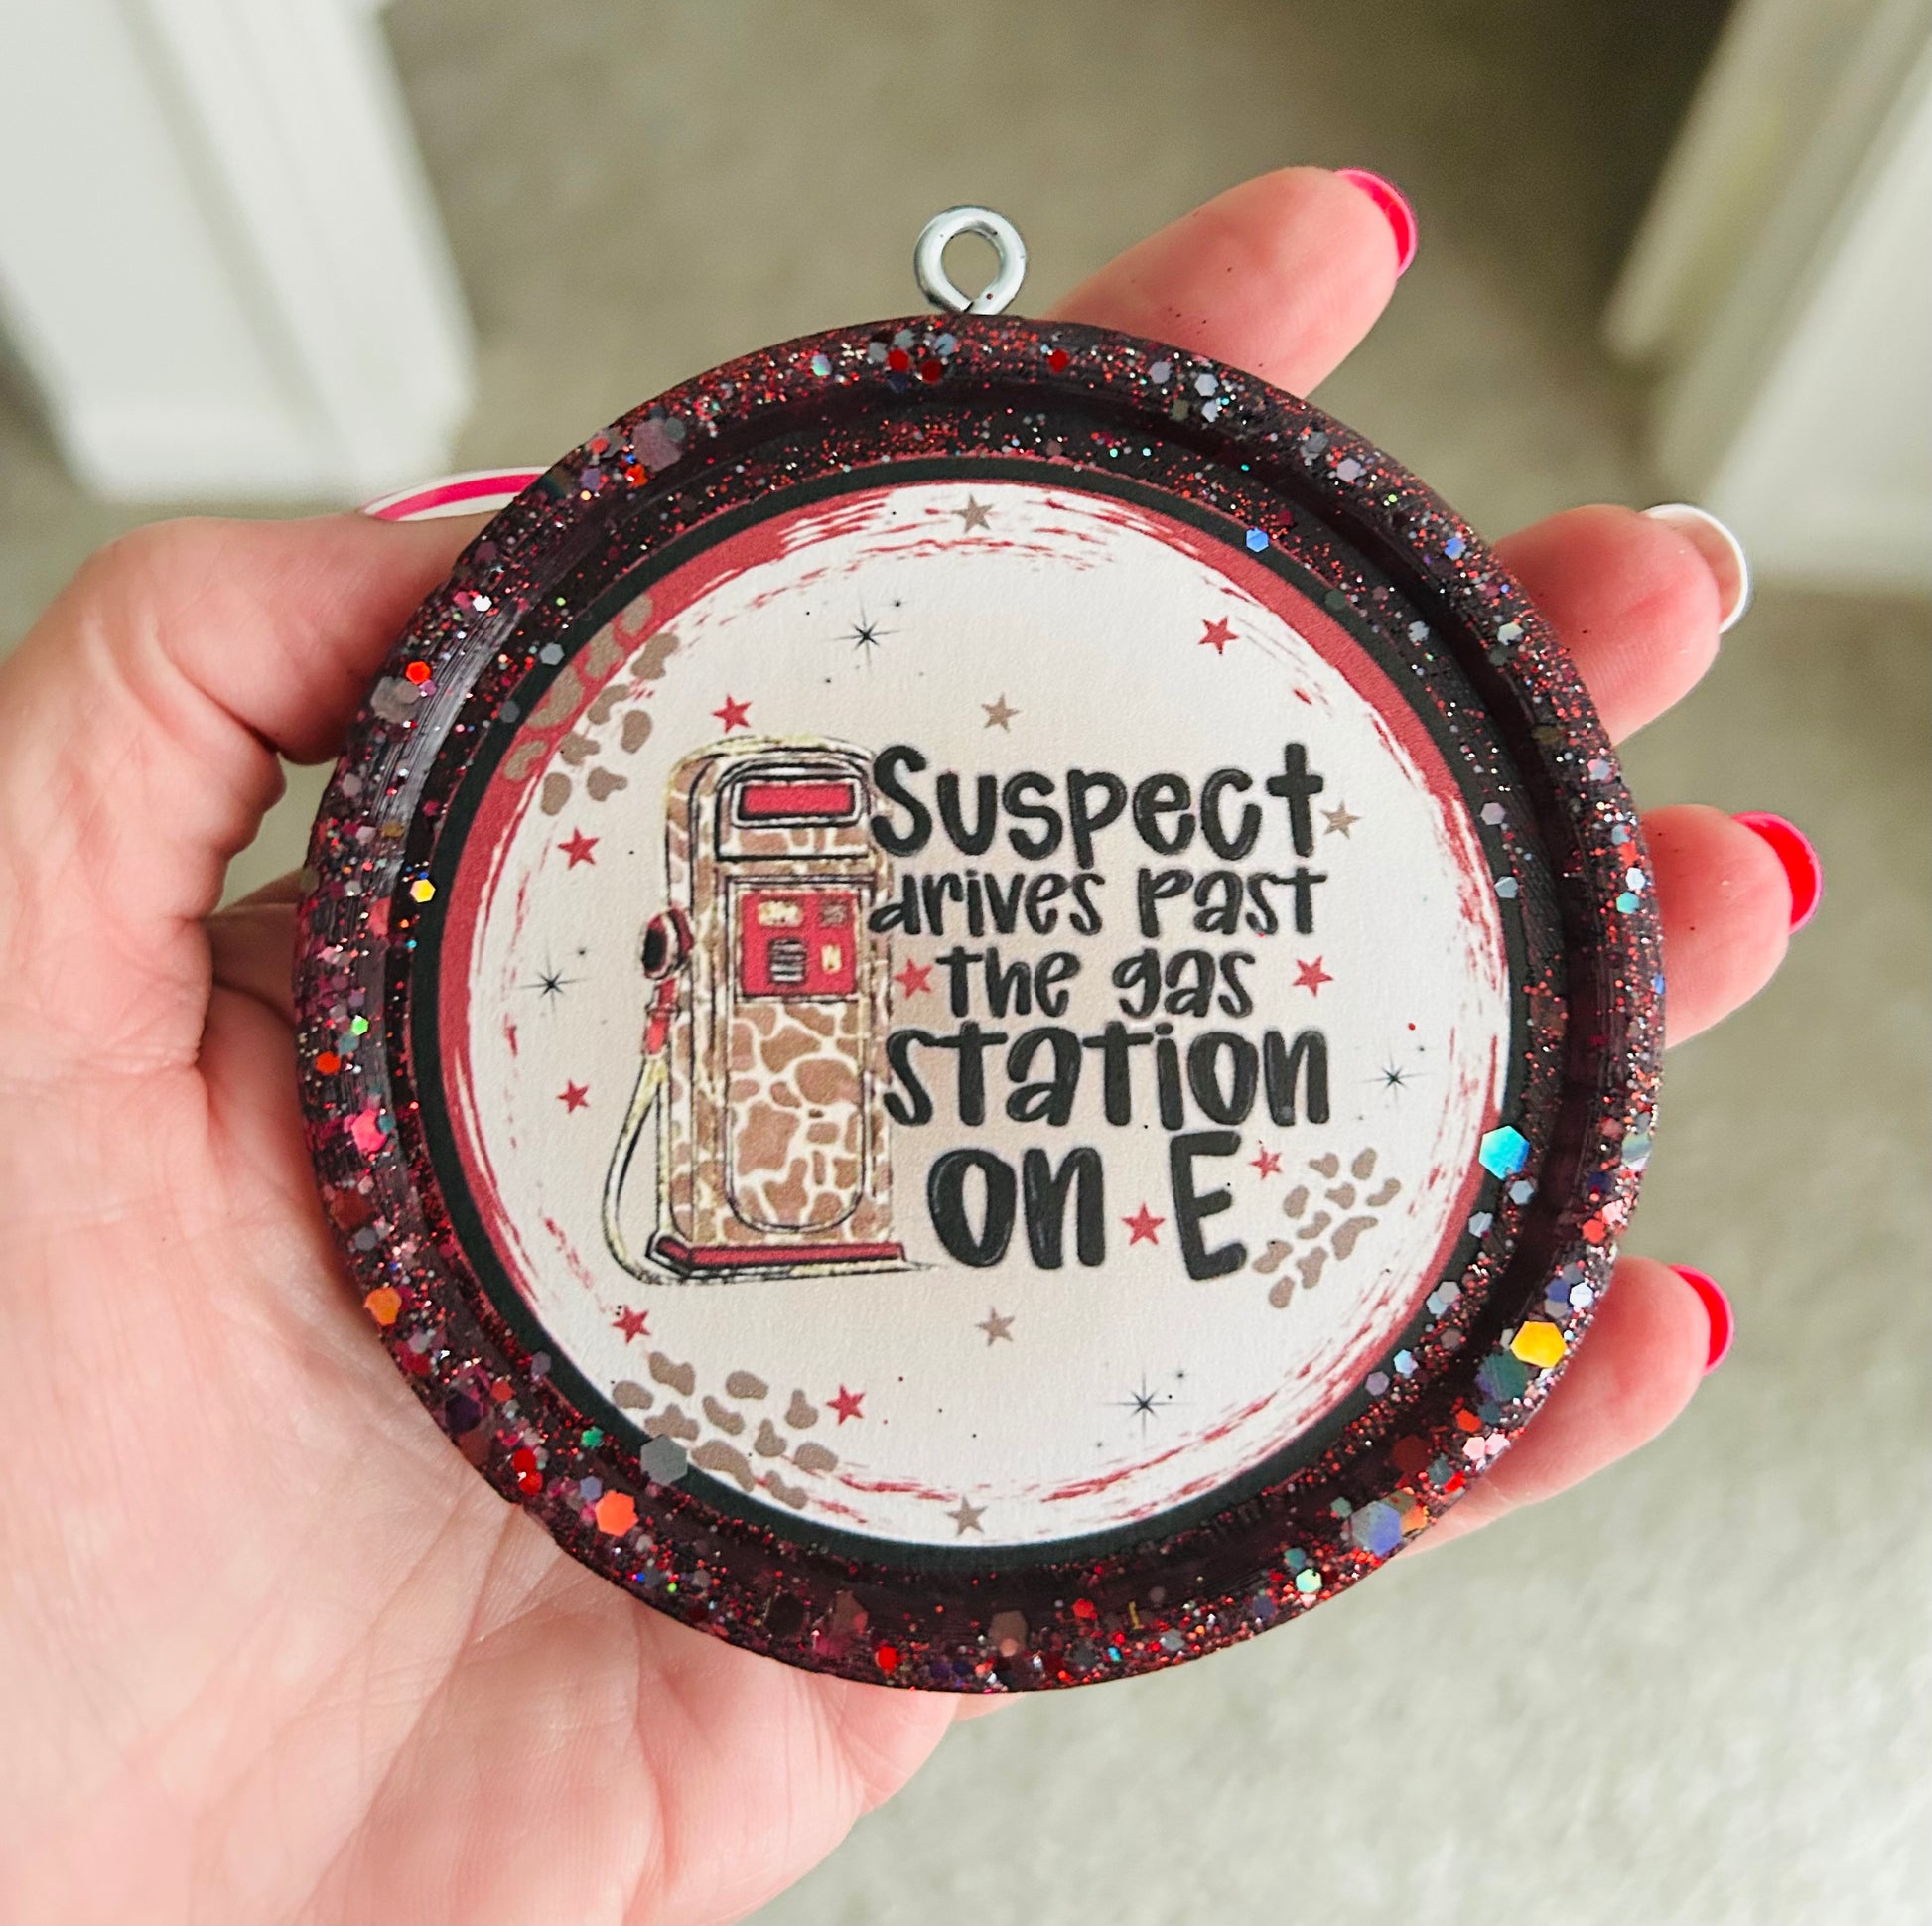 Suspect
drives past
the gas
station
on E